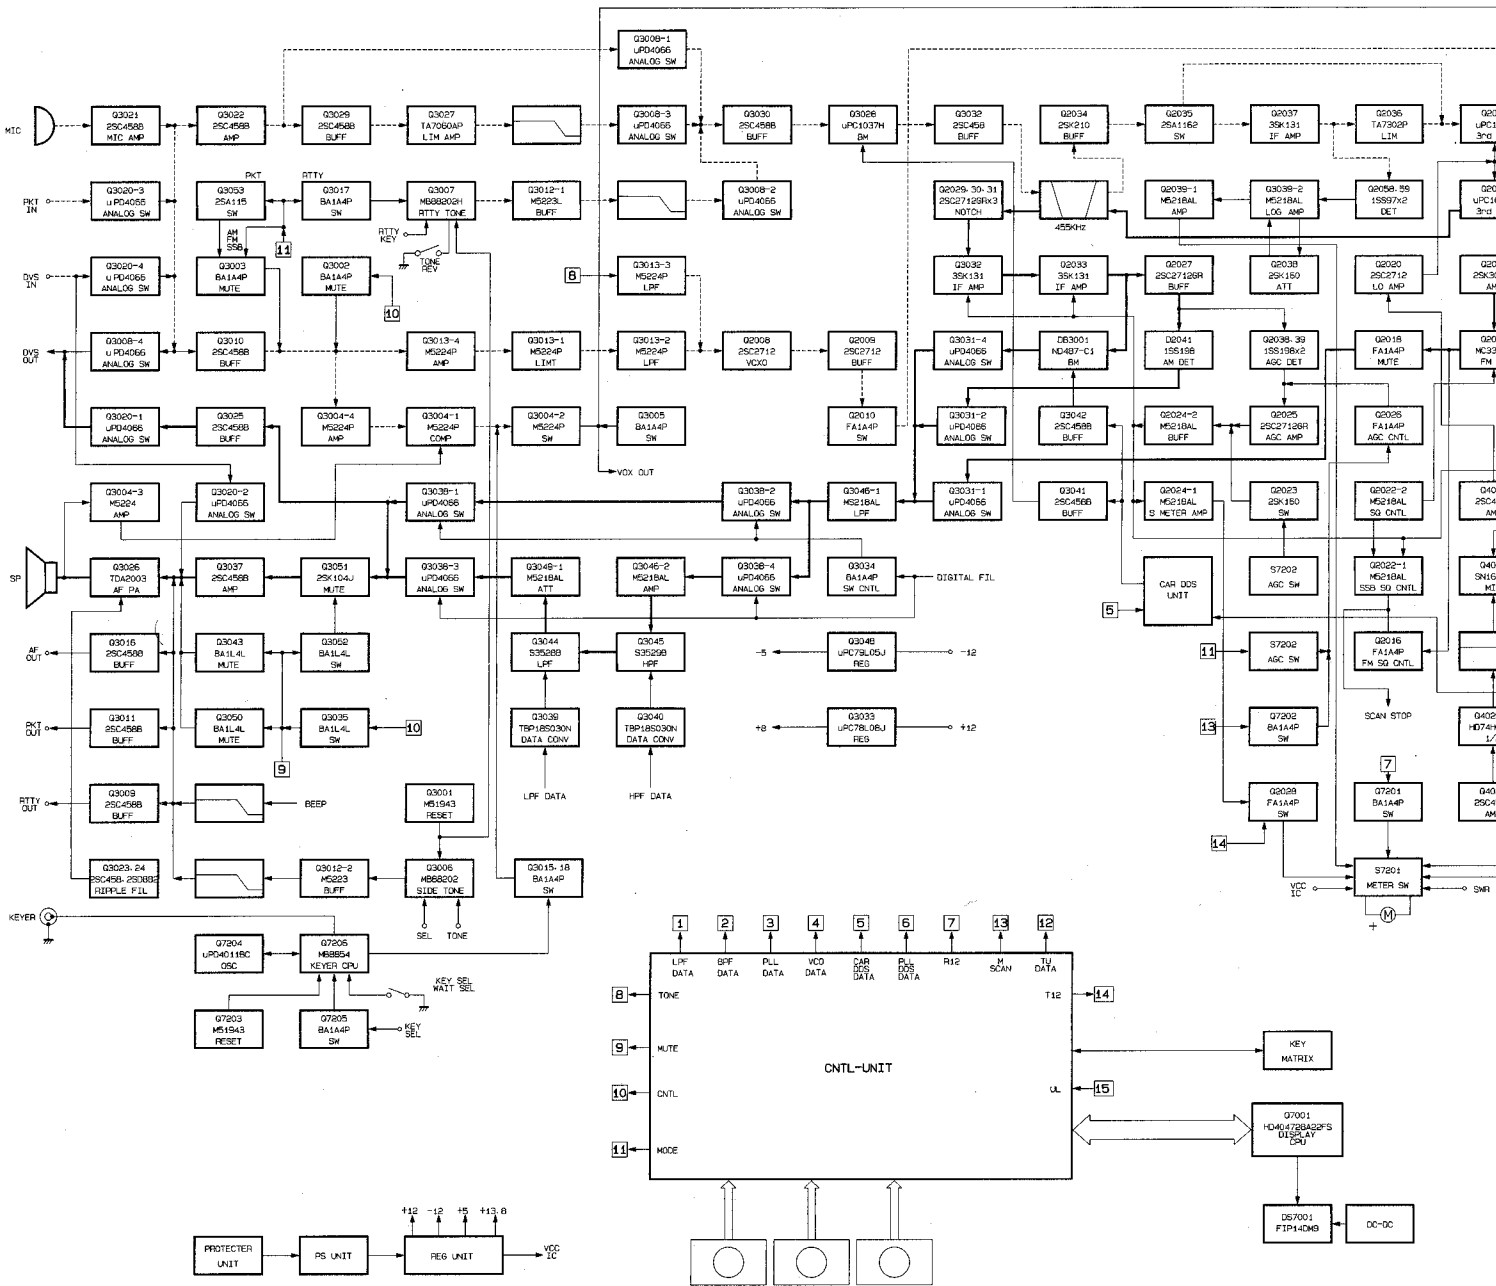 Q3008-1
uPD4066
ANALOG SW
MIC
Q3021
2SC458B
MIC AMP
Q3022
2SC458B
AMP
Q3029
2SC458B
BUFF
Q3027
TA7060AP
LIM AMP
Q3008-3
uPD4066
ANALOG SW
Q3030
2SC458B
BUFF
Q3028
uPC1037H
BM
Q3032
2SC458
BUFF
Q2034
2SK210
BUFF
Q2035
2SA1162
SW
Q2037
3SK131
IF AMP
Q2036
TA7302P
LIM
3rd
PKT
IN
Q3020-3
uPD4066
ANALOG SW
PKT
Q3053
2SA115
SW
RTTY
Q3017
BA1A4P
SW
Q3007
MB88202H
RTTY TONE
Q3012-1
M5223L
BUFF
Q3008-2
uPD4066
ANALOG SW
Q2029.30.31
2SC2712GRx3
NOTCH
455KHz
Q2039-1
M5218AL
AMP
Q3039-2
M5218AL
LOG AMP
Q2058.59
1SS97x2
DET
3rd
AM
FM
SSB
11
RTTY
KEY
TONE
REV
DVS
IN
Q3020-4
uPD4066
ANALOG SW
Q3003
BA1A4P
MUTE
Q3002
BA1A4P
MUTE
10
8
Q3013-3
M5224P
LPF
Q3032
3SK131
IF AMP
Q2033
3SK131
IF AMP
Q2027
2SC2712GR
BUFF
Q2038
2SK160
ATT
Q2020
2SC2712
LO AMP
DVS
OUT
Q3008-4
uPD4066
ANALOG SW
Q3010
2SC458B
BUFF
Q3013-4
M5224P
AMP
Q3013-1
M5224P
LIMT
Q3013-2
M5224P
LPF
Q2008
2SC2712
VCXO
Q2009
2SC2712
BUFF
Q3031-4
uPD4066
ANALOG SW
DB3001
ND487-C1
BM
D2041
1SS198
AM DET
Q2038.39
1SS198x2
AGC DET
Q2018
FA1A4P
MUTE
FM
Q3020-1
uPD4066
ANALOG SW
Q3025
2SC458B
BUFF
Q3004-4
M5224P
AMP
Q3004-1
M5224P
COMP
Q3004-2
M5224P
SW
Q3005
BA1A4P
SW
Q2010
FA1A4P
SW
Q3031-2
uPD4066
ANALOG SW
Q3042
2SC458B
BUFF
Q2024-2
M5218AL
BUFF
Q2025
2SC2712GR
AGC AMP
Q2026
FA1A4P
AGC CNTL
VOX OUT
Q3004-3
M5224
AMP
Q3020-2
uPD4066
ANALOG SW
Q3038-1
uPD4066
ANALOG SW
Q3038-2
uPD4066
ANALOG SW
Q3046-1
M5218AL
LPF
Q3031-1
uPD4066
ANALOG SW
Q3041
2SC458B
BUFF
Q2024-1
M5218AL
S METER AMP
Q2023
2SK160
SW
Q2022-2
M5218AL
SQ CNTL
SP
Q3026
TDA2003
AF PA
Q3037
2SC458B
AMP
Q3051
2SK104J
MUTE
Q3038-3
uPD4066
ANALOG SW
Q3049-1
M5218AL
ATT
Q3046-2
M5218AL
AMP
Q3038-4
uPD4066
ANALOG SW
Q3034
BA1A4P
SW CNTL
DIGITAL FIL
CAR DDS
UNIT
5
S7202
AGC SW
Q2022-1
M5218AL
SSB SQ CNTL
AF
OUT
Q3016
2SC458B
BUFF
Q3043
BA1L4L
MUTE
Q3052
BA1L4L
SW
Q3044
S3528B
LPF
Q3045
S3529B
HPF
-5
Q3048
uPC79L05J
REG
-12
11
S7202
AGC SW
Q2016
FA1A4P
FM SQ CNTL
PKT
OUT
Q3011
2SC458B
BUFF
Q3050
BA1L4L
MUTE
Q3035
BA1L4L
SW
10
9
Q3039
TBP18S030N
DATA CONV
Q3040
TBP18S030N
DATA CONV
+8
Q3033
uPC78L08J
REG
+12
13
Q7202
BA1A4P
SW
SCAN STOP
7
RTTY
OUT
Q3009
2SC458B
BUFF
BEEP
Q3001
M51943
RESET
LPF DATA
HPF DATA
Q2028
FA1A4P
SW
Q7201
BA1A4P
SW
14
Q3023.24
2SC458.2SD882
RIPPLE FIL
Q3012-2
M5223
BUFF
Q3006
MB88202
SIDE TONE
Q3015.18
BA1A4P
SW
VCC
IC
S7201
METER SW
SWR
+
M
KEYER
SEL
TONE
Q7204
uPD4011BC
OSC
Q7206
MB8854
KEYER CPU
KEY SEL
WAIT SEL
Q7203
M51943
RESET
Q7205
BA1A4P
SW
KEY
SEL
1
2
3
4
5
6
7
13
12
LPF
DATA
BPF
DATA
PLL
DATA
VCO
DATA
CAR
DDS
DATA
PLL
DDS
DATA
R12
M
SCAN
TU
DATA
8
TONE
T12
14
9
MUTE
CNTL-UNIT
KEY
MATRIX
10
CNTL
UL
15
11
MODE
Q7001
HD404728A22FS
DISPLAY
CPU
+12
-12
+5
+13.8
PROTECTER
UNIT
PS UNIT
REG UNIT
VCC
IC
DS7001
FIP14DM9
DC-DC